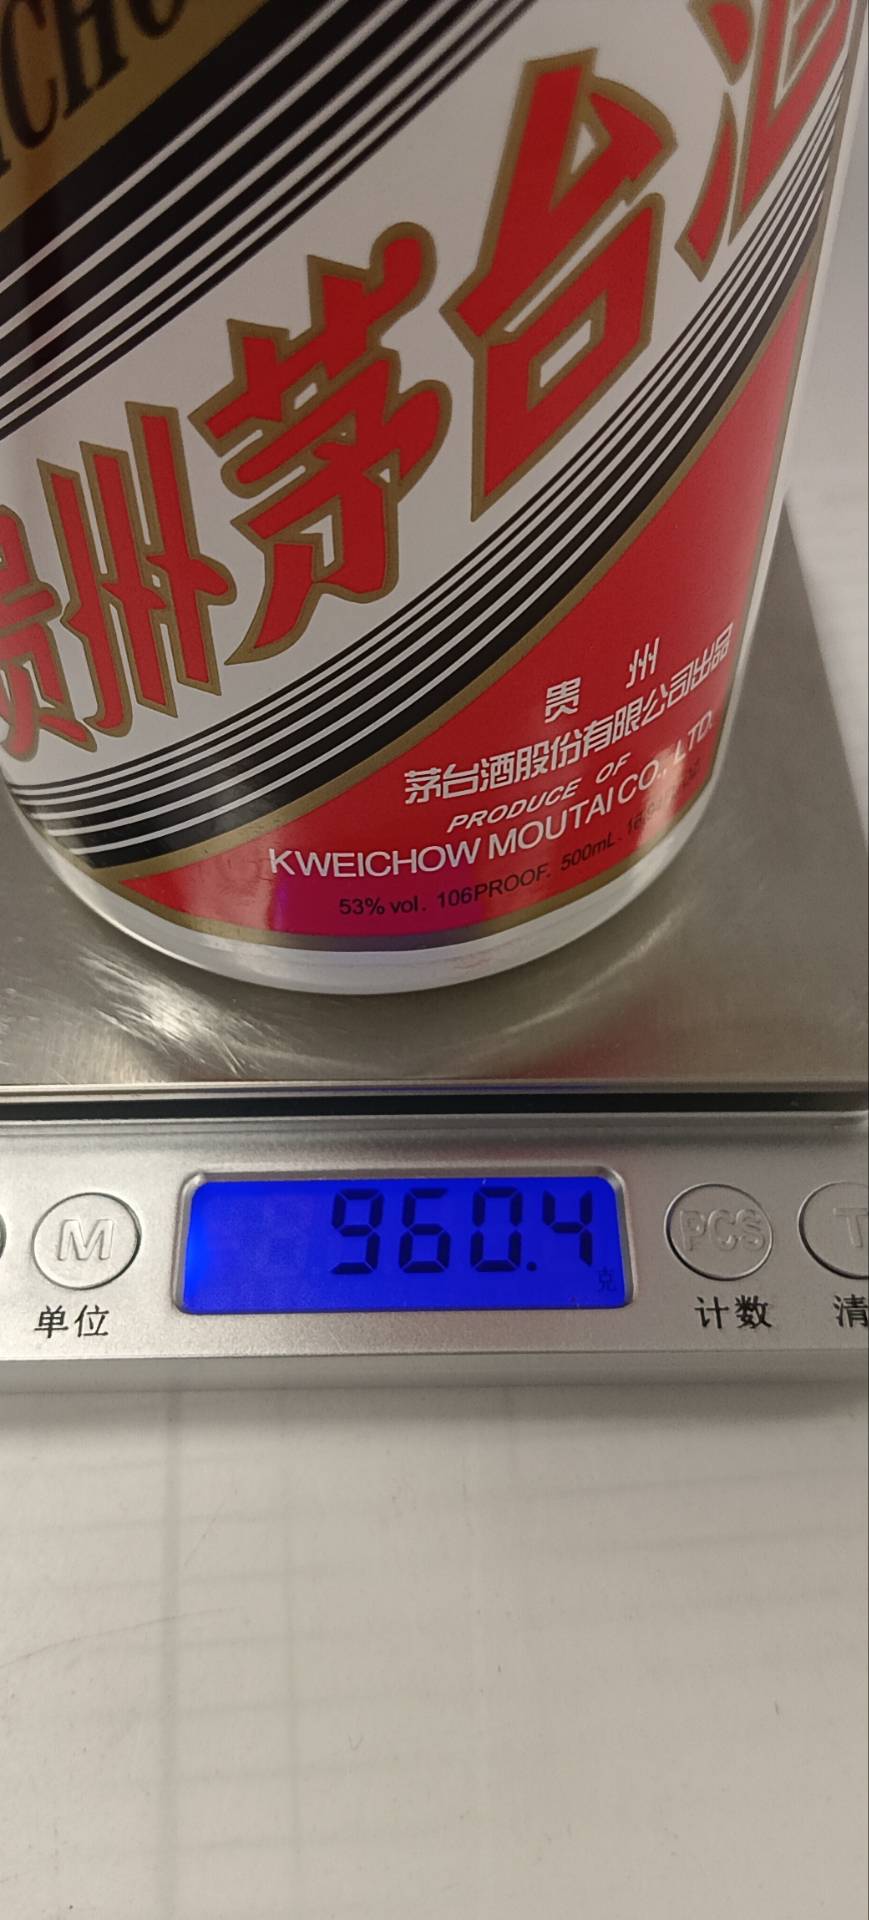 ICHO
贵州茅台酒
贵 州
茅台酒股份有限公司出品
PRODUCE OF
KWEICHOW MOUTAI CO., LTD.
53% vol. 106PROOF. 500mL.
960.4
克
M
PCS
T
单位
计数
清